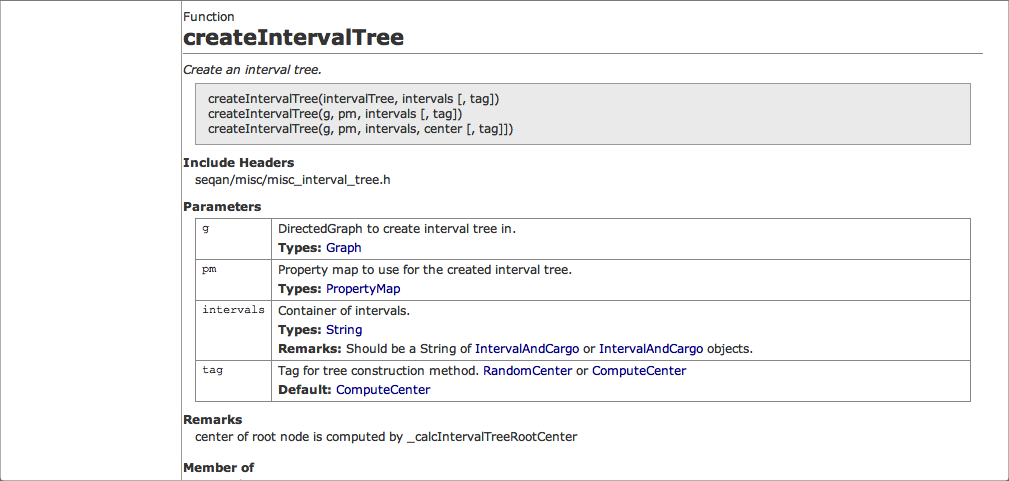 Function
createIntervalTree
Create an interval tree.
createIntervalTree(intervalTree, intervals [, tag])
createIntervalTree(g, pm, intervals [, tag])
createIntervalTree(g, pm, intervals, center [, tag]])
Include Headers
seqan/misc/misc_interval_tree.h
Parameters
g
DirectedGraph to create interval tree in.
Types: Graph
pm
Property map to use for the created interval tree.
Types: PropertyMap
intervals
Container of intervals.
Types: String
Remarks: Should be a String of IntervalAndCargo or IntervalAndCargo objects.
tag
Tag for tree construction method. RandomCenter or ComputeCenter
Default: ComputeCenter
Remarks
center of root node is computed by _calcIntervalTreeRootCenter
Member of